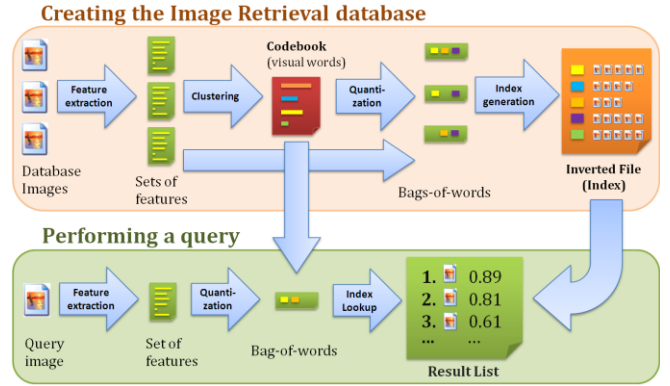 Creating the Image Retrieval database
Codebook
(visual words)
Feature
extraction
Clustering
Quanti-
zation
Index
generation
Database
Images
Sets of
features
Bags-of-words
Inverted File
(Index)
Performing a query
Feature
extraction
Quanti-
zation
Index
Lookup
1. 0.89
2. 0.81
3. 0.61
... ...
Query
image
Set of
features
Bag-of-words
Result List